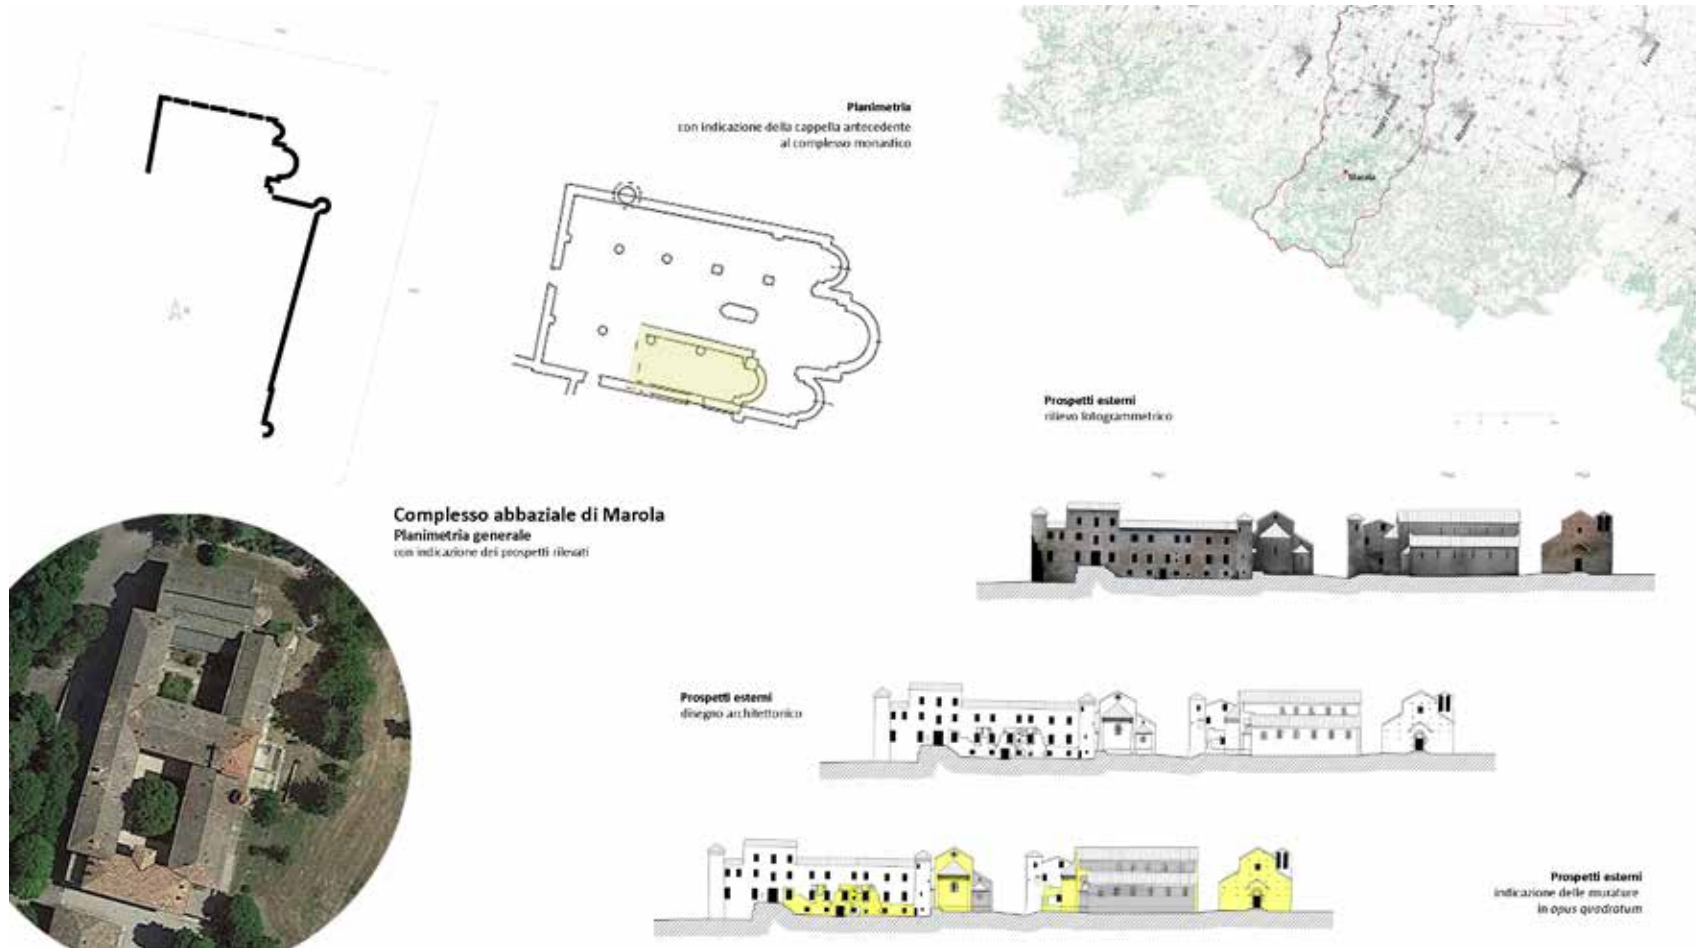 Planimetria
con indicazione della cappella antecedente
al complesso monastico
Marola
Prospetti esterni
rilievo fotogrammetrico
Complesso abbaziale di Marola
Planimetria generale
con indicazione dei prospetti rilevati
Prospetti esterni
disegno architettonico
Prospetti esterni
indicazione delle murature
in opus quadratum